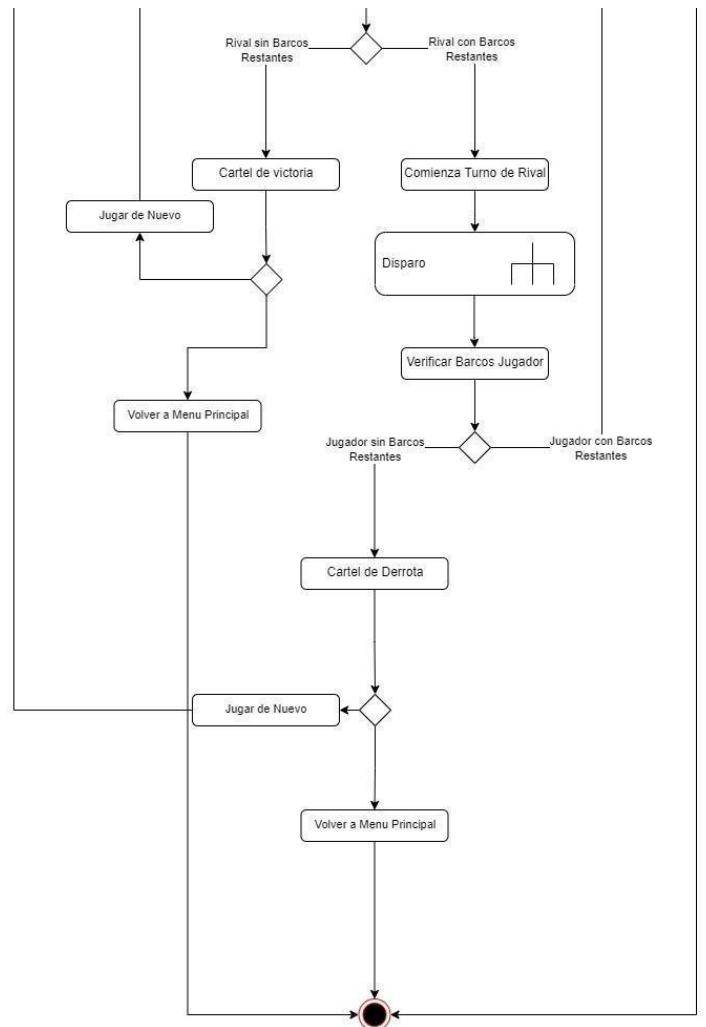 Rival sin Barcos
Restantes
Rival con Barcos
Restantes
Cartel de victoria
Comienza Turno de Rival
Jugar de Nuevo
Disparo
Verificar Barcos Jugador
Volver a Menu Principal
Jugador sin Barcos
Restantes
Jugador con Barcos
Restantes
Cartel de Derrota
Jugar de Nuevo
Volver a Menu Principal